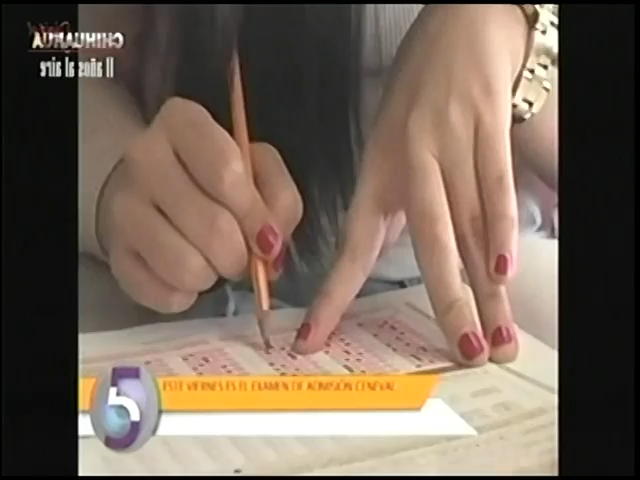 CHIHUAHUA
11 años al aire
ESTE VIERNES ES EL EXAMEN DE ADMISIÓN CENEVAL
5